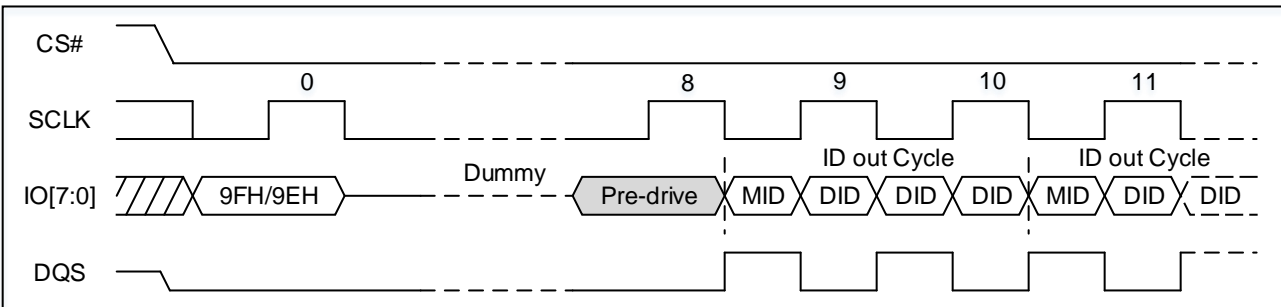 CS#
0 8 9 10 11
SCLK
ID out Cycle ID out Cycle
Dummy
IO[7:0] 9FH/9EH Pre-drive MID DID DID DID MID DID DID
DQS